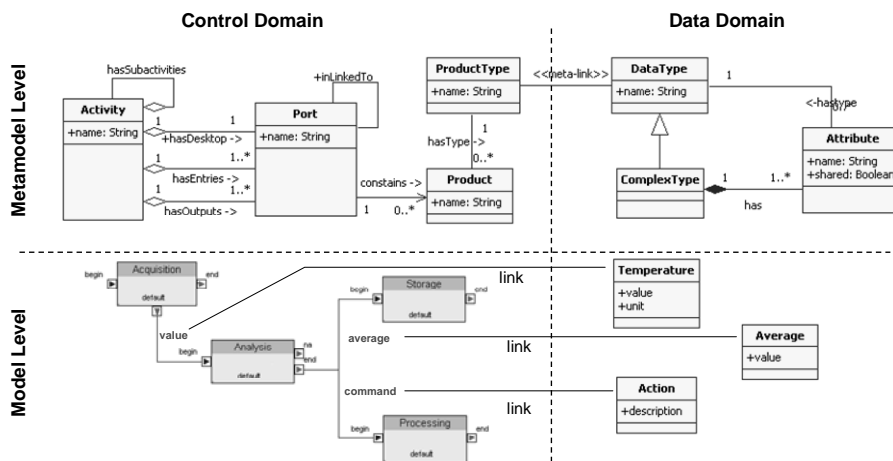 Control Domain
Data Domain
Metamodel Level
hasSubactivities
Activity
+name: String
1
+hasDesktop ->
1
1
hasEntries ->
1..*
1
hasOutputs ->
1..*
+inLinkedTo
Port
+name: String
constains ->
1
0..*
ProductType
+name: String
1
hasType ->
0..*
Product
+name: String
<<meta-link>>
DataType
+name: String
1
<-hastype
ComplexType
1
1..*
has
Attribute
+name: String
+shared: Boolean
Model Level
begin
Acquisition
end
default
value
begin
Analysis
na
end
default
begin
Storage
end
default
average
command
begin
Processing
end
default
link
Temperature
+value
+unit
link
Average
+value
link
Action
+description